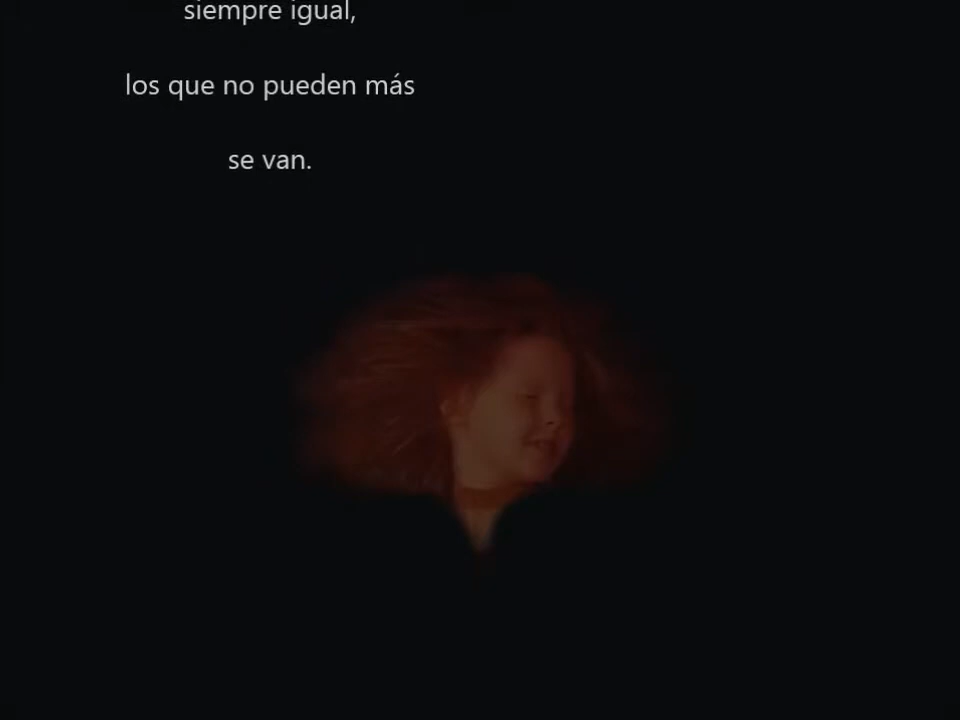 siempre igual,
los que no pueden más
se van.